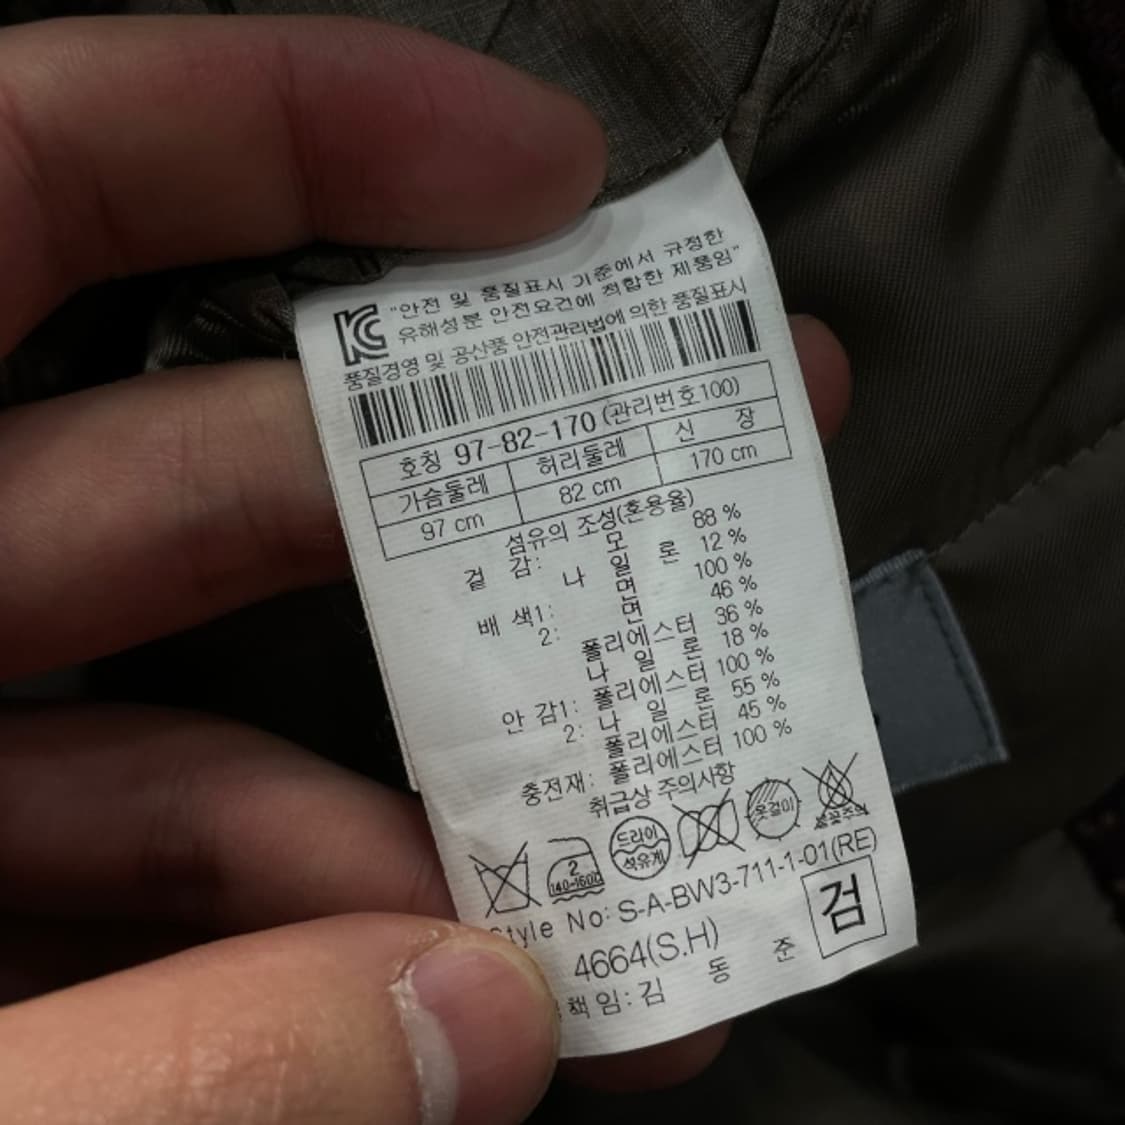 KC "안전 및 품질표시 기준에서 규정한
유해성분 안전요건에 적합한 제품임"
품질경영 및 공산품 안전관리법에 의한 품질표시
호칭 97-82-170 (관리번호100)
가슴둘레 허리둘레 신 장
97 cm 82 cm 170 cm
섬유의 조성(혼용율)
겉 감: 모 88 %
나 일 론 12 %
배 색1: 면 100 %
2: 면 46 %
폴리에스터 36 %
나 일 론 18 %
안 감1: 폴리에스터 100 %
2: 나 일 론 55 %
폴리에스터 45 %
충전재: 폴리에스터 100 %
취급상 주의사항
2
140-160℃
드라이
석유계
옷걸이
불꽃주의
Style No: S-A-BW3-711-1-01(RE)
4664(S.H)
검
책임: 김 동 준